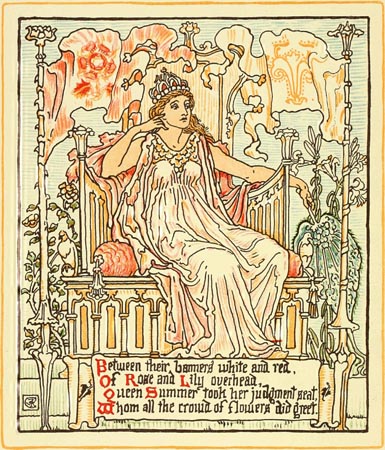 Between their banners white and red,
Of Rose and Lily overhead,
Queen Summer took her judgment seat,
Whom all the crowd of flowers did greet.